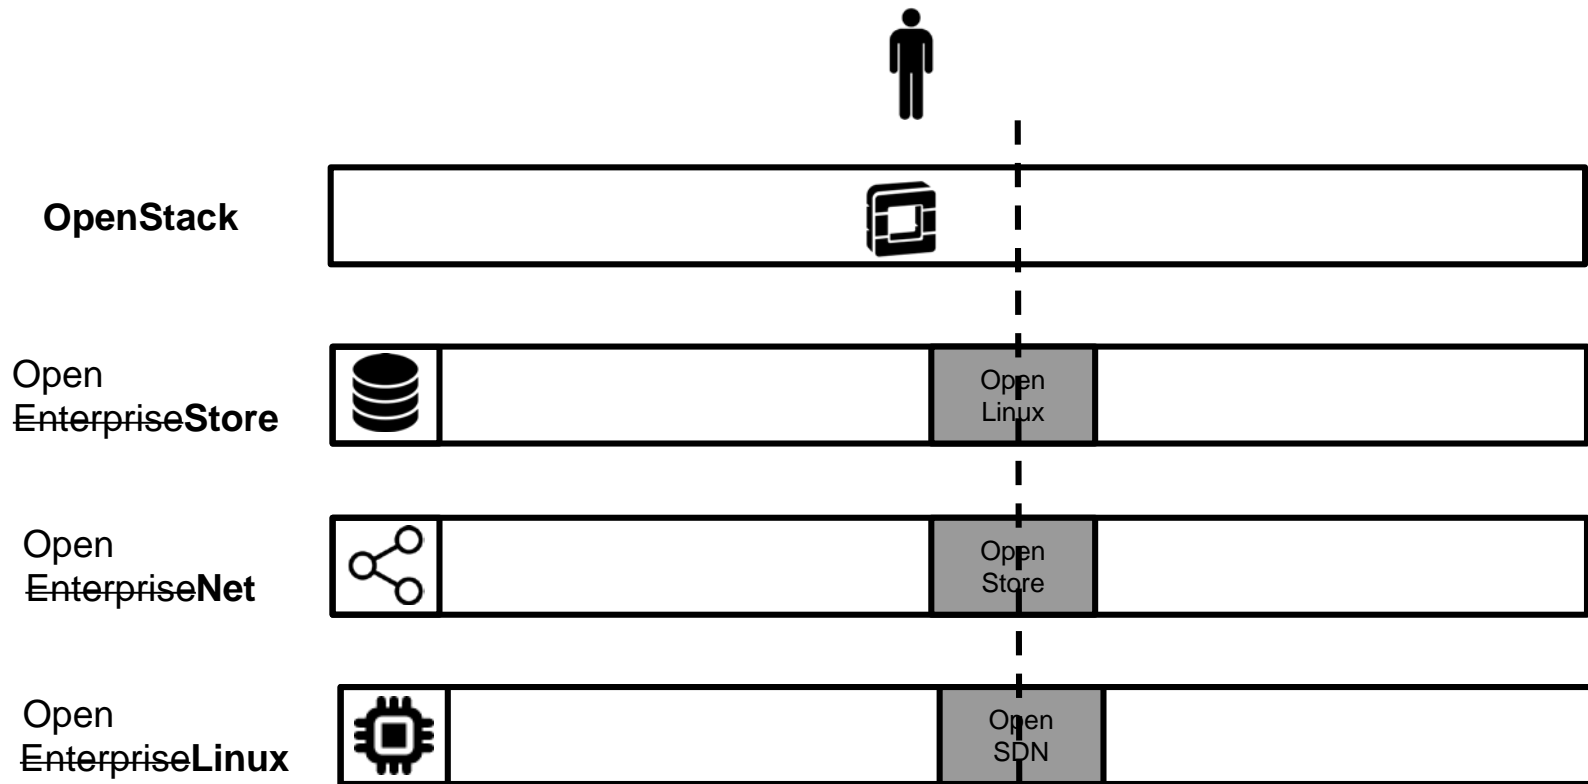 OpenStack
Open
EnterpriseStore
Open
Linux
Open
EnterpriseNet
Open
Store
Open
EnterpriseLinux
Open
SDN